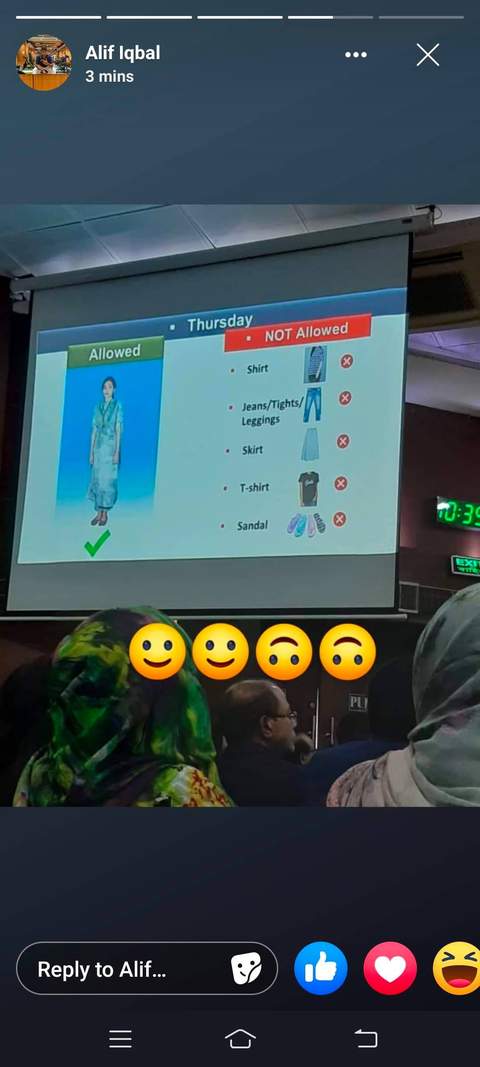 Alif Iqbal
3 mins
Thursday
Allowed
NOT Allowed
Shirt
Jeans/Tights/
Leggings
Skirt
T-shirt
Sandal
10:39
EXIT
Reply to Alif...